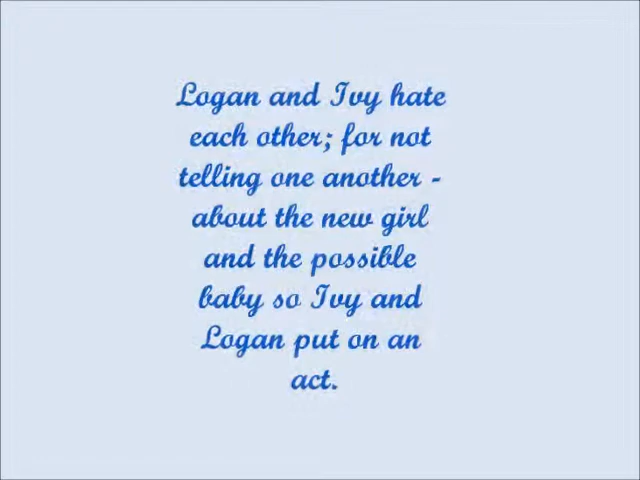 Logan and Ivy hate
each other; for not
telling one another -
about the new girl
and the possible
baby so Ivy and
Logan put on an
act.